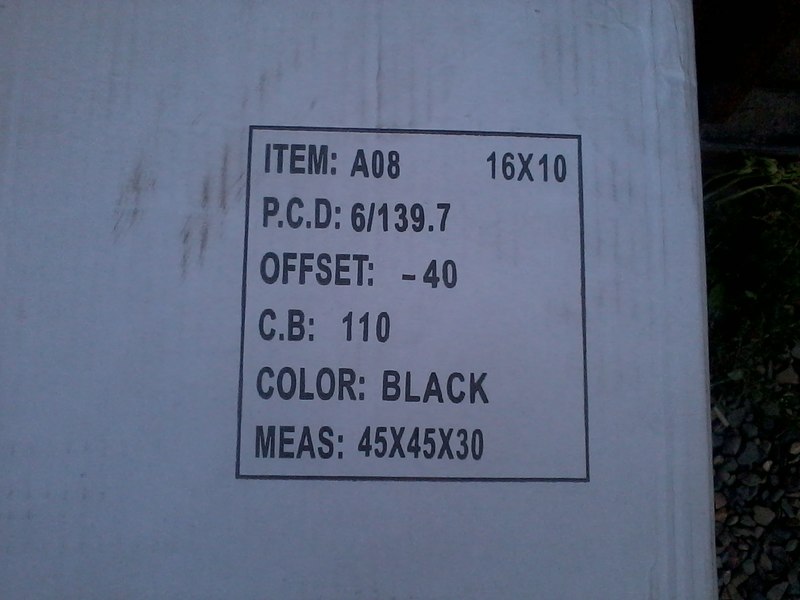 ITEM: A08 16X10
P.C.D: 6/139.7
OFFSET: -40
C.B: 110
COLOR: BLACK
MEAS: 45X45X30